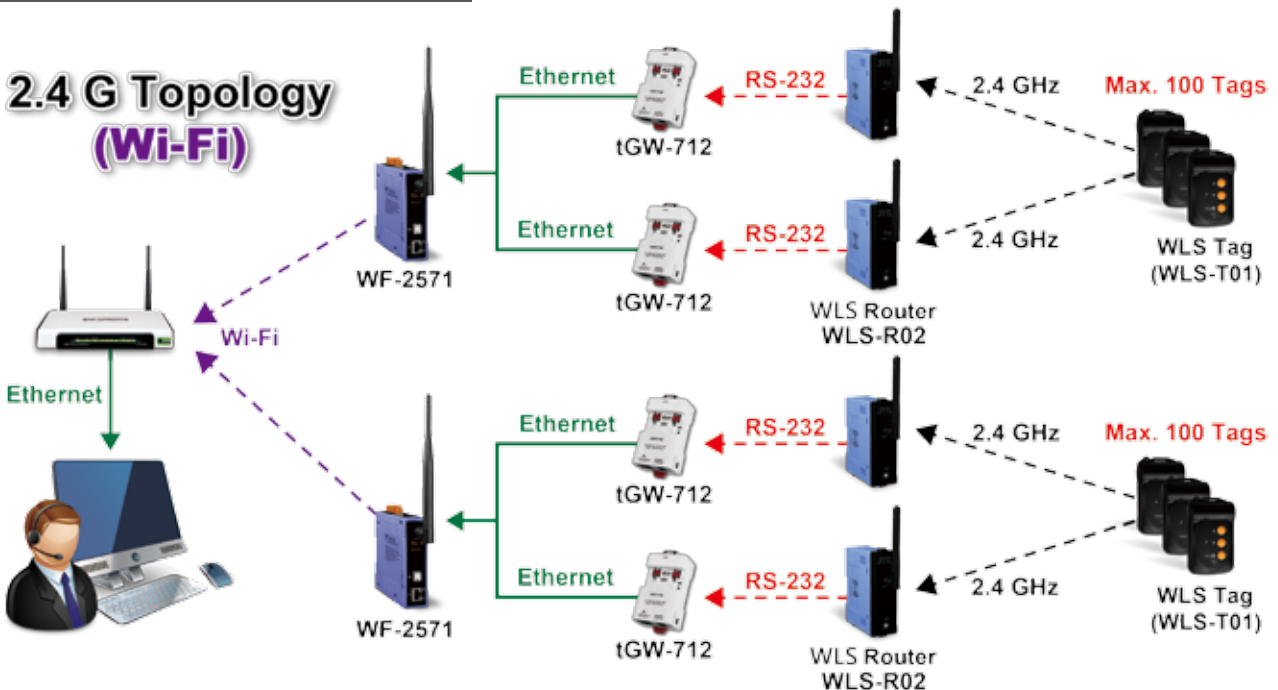 2.4 G Topology
(Wi-Fi)
Ethernet
RS-232
2.4 GHz
Max. 100 Tags
tGW-712
Ethernet
RS-232
2.4 GHz
WF-2571
tGW-712
WLS Router
WLS-R02
WLS Tag
(WLS-T01)
Wi-Fi
Ethernet
Ethernet
RS-232
2.4 GHz
Max. 100 Tags
tGW-712
Ethernet
RS-232
2.4 GHz
WF-2571
tGW-712
WLS Router
WLS-R02
WLS Tag
(WLS-T01)